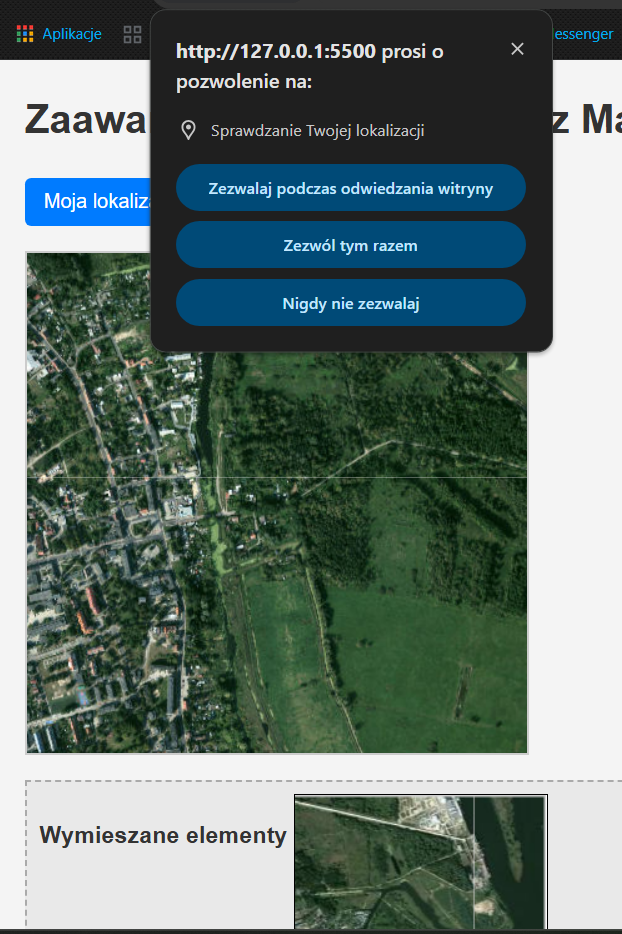 Aplikacje
http://127.0.0.1:5500 prosi o
pozwolenie na:
Sprawdzanie Twojej lokalizacji
Zezwalaj podczas odwiedzania witryny
Zezwól tym razem
Nigdy nie zezwalaj
essenger
Zaawa
z Ma
Moja lokaliza
Wymieszane elementy